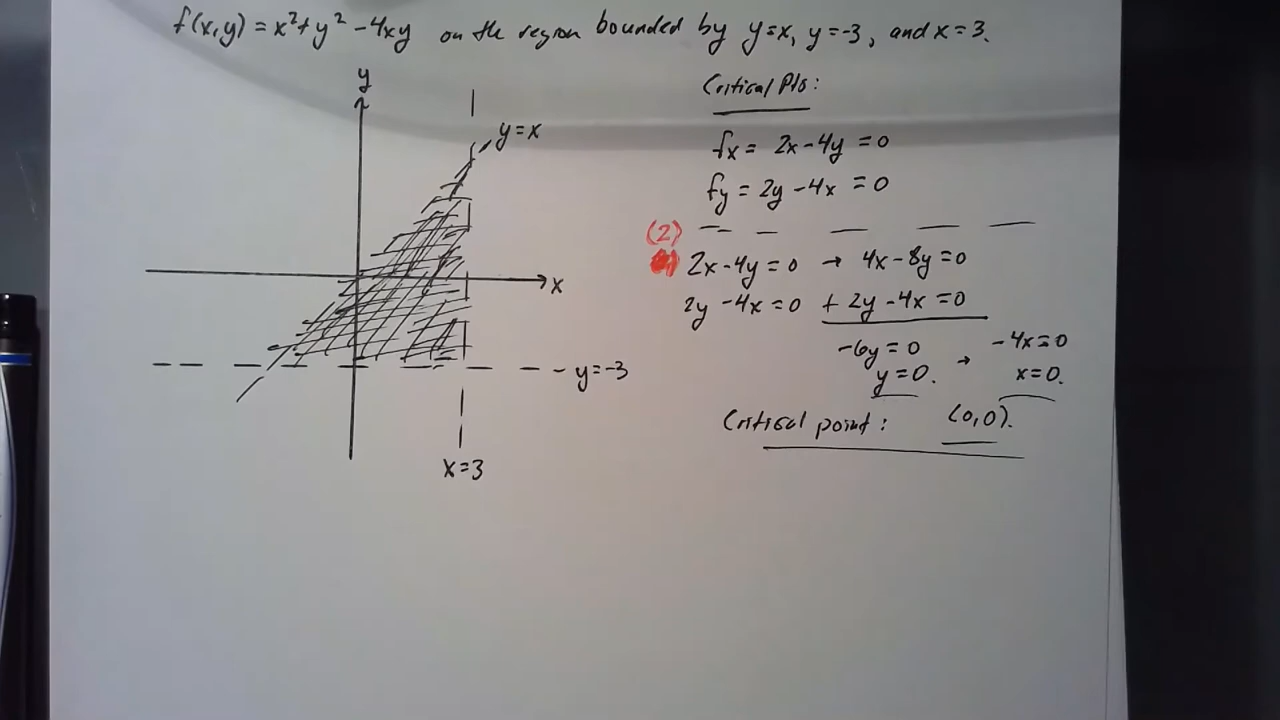 f(x,y) = x²+y² -4xy on the region bounded by y=x, y=-3, and x=3.
y
y=x
x
y=-3
x=3
Critical Pts:
fx = 2x-4y = 0
fy = 2y-4x = 0
(2)
2x-4y=0 → 4x-8y=0
2y-4x=0 + 2y-4x=0
-6y=0 → -4x=0
y=0. x=0.
Critical point: (0,0).